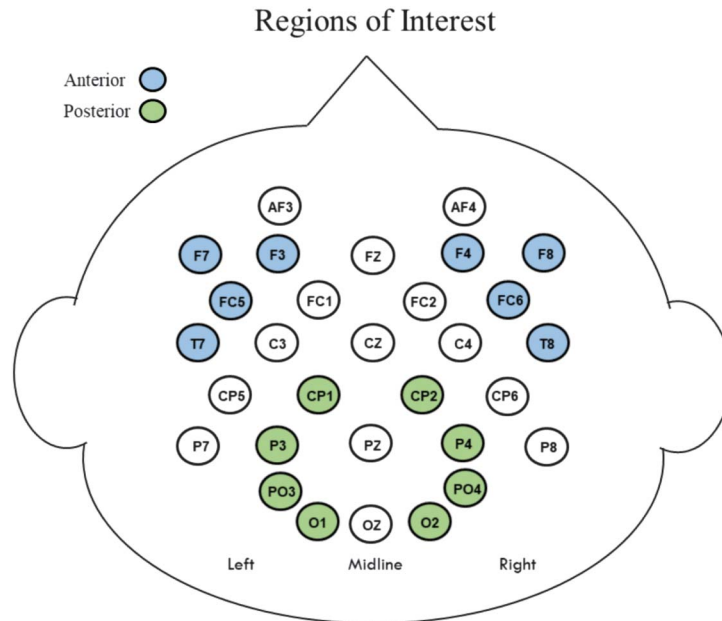 Regions of Interest
Anterior
Posterior
AF3 AF4
F7 F3 FZ F4 F8
FC5 FC1 FC2 FC6
T7 C3 CZ C4 T8
CP5 CP1 CP2 CP6
P7 P3 PZ P4 P8
PO3 PO4
O1 OZ O2
Left Midline Right